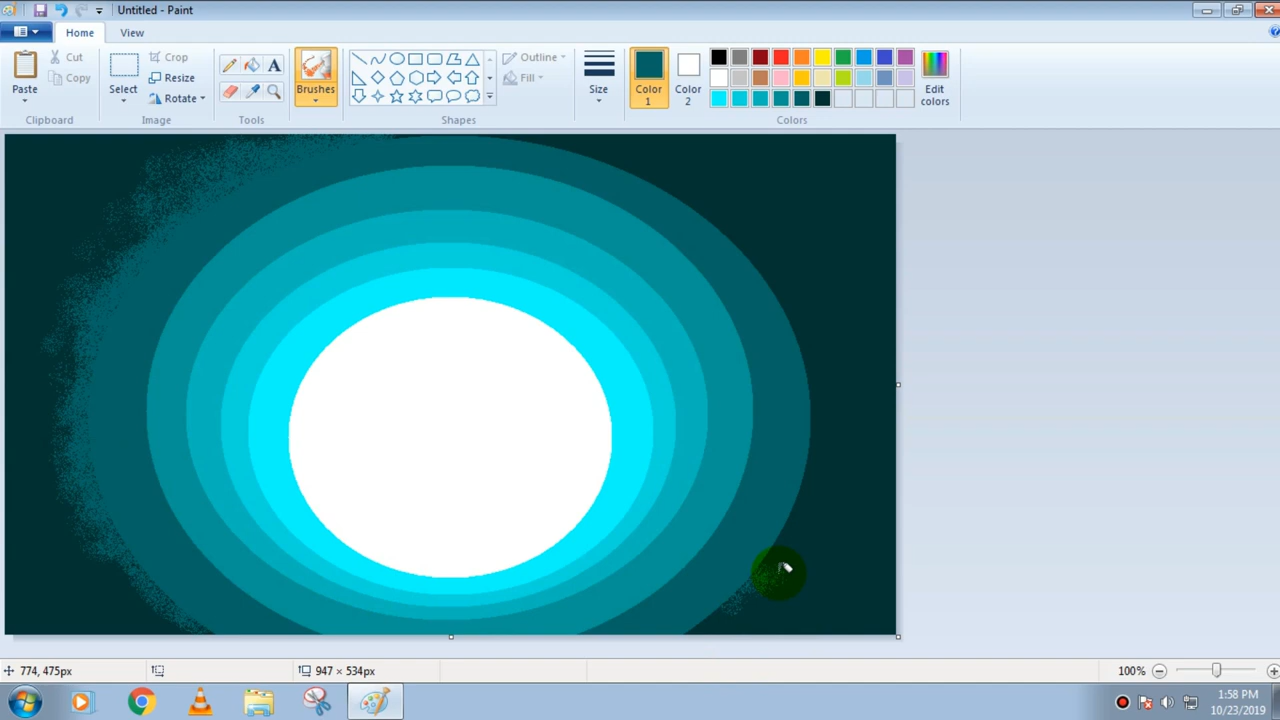 Untitled - Paint
Home
View
Paste
Cut
Copy
Clipboard
Select
Crop
Resize
Rotate
Image
A
Tools
Brushes
Outline
Fill
Shapes
Size
Color
1
Color
2
Edit
colors
Colors
774, 475px
947 × 534px
100%
1:58 PM
10/23/2019